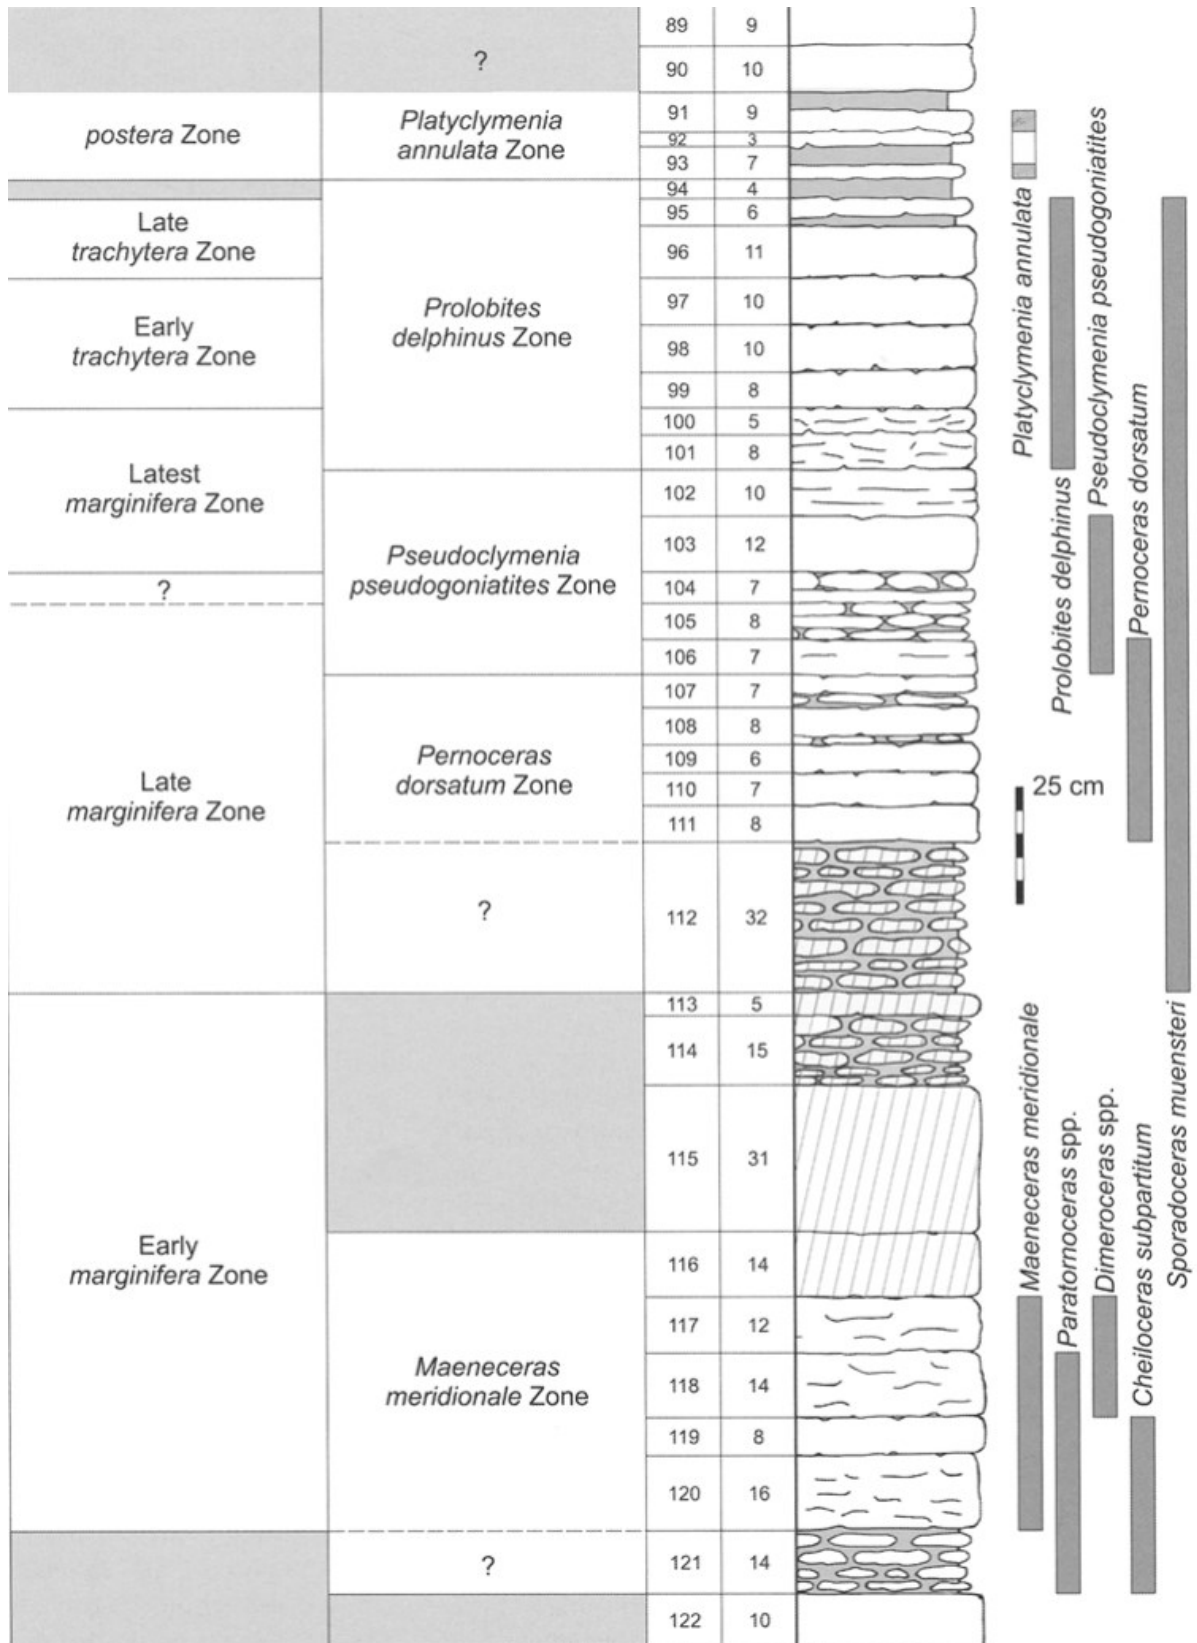 89 9
?
90 10
91 9
postera Zone
Platyclymenia
annulata Zone
92 3
93 7
94 4
95 6
Late
trachytera Zone
96 11
97 10
Prolobites
delphinus Zone
Early
trachytera Zone
98 10
99 8
100 5
101 8
Latest
marginifera Zone
102 10
103 12
Pseudoclymenia
pseudogoniatites Zone
?
104 7
105 8
106 7
107 7
108 8
Pernoceras
dorsatum Zone
109 6
Late
marginifera Zone
110 7
111 8
?
112 32
113 5
114 15
115 31
Early
marginifera Zone
116 14
117 12
Maeneceras
meridionale Zone
118 14
119 8
120 16
?
121 14
122 10
Platyclymenia annulata
Prolobites delphinus
Pseudoclymenia pseudogoniatites
Pernoceras dorsatum
25 cm
Maeneceras meridionale
Paratornoceras spp.
Dimeroceras spp.
Cheiloceras subpartitum
Sporadoceras muensteri